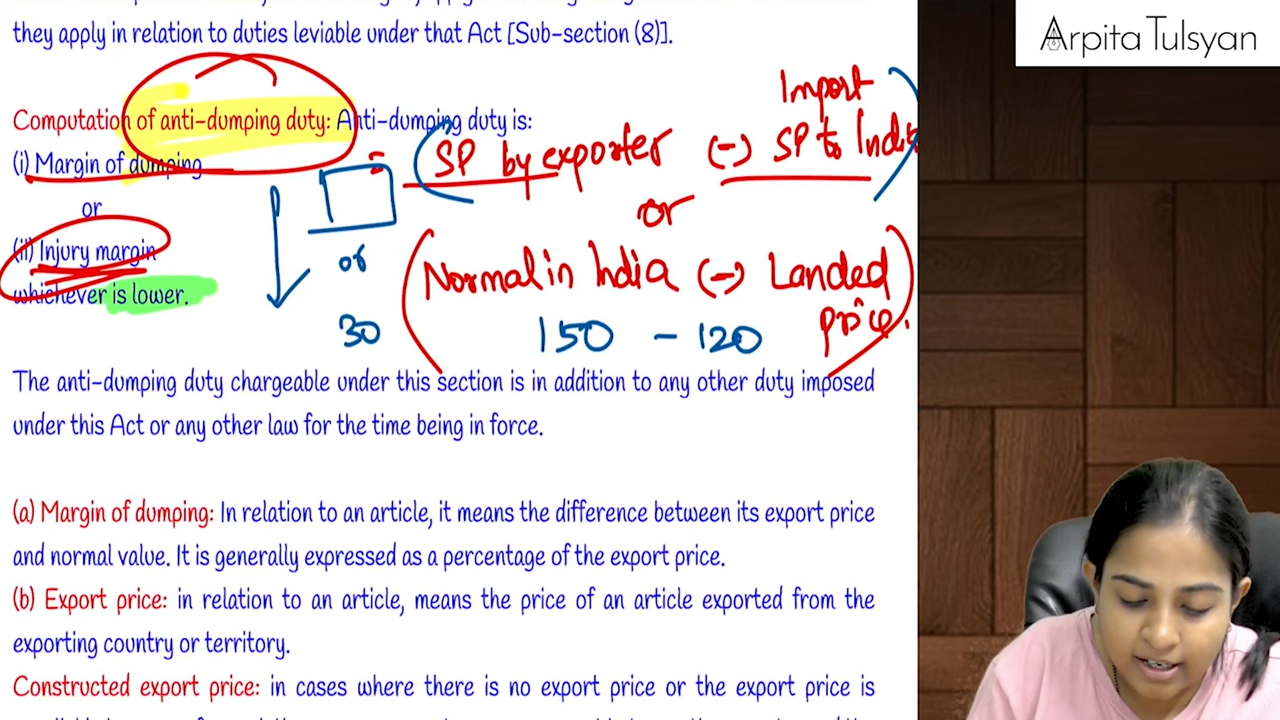 Arpita Tulsyan
they apply in relation to duties leviable under that Act [Sub-section (8)].
Computation of anti-dumping duty: Anti-dumping duty is:
(i) Margin of dumping
or
(ii) Injury margin
whichever is lower.
= SP by exporter (-) Import SP to India
or
or
Normal in India (-) Landed price.
30
150 - 120
The anti-dumping duty chargeable under this section is in addition to any other duty imposed
under this Act or any other law for the time being in force.
(a) Margin of dumping: In relation to an article, it means the difference between its export price
and normal value. It is generally expressed as a percentage of the export price.
(b) Export price: in relation to an article, means the price of an article exported from the
exporting country or territory.
Constructed export price: in cases where there is no export price or the export price is